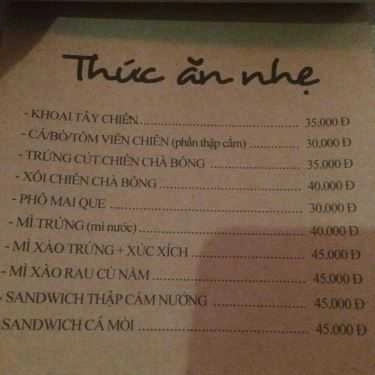 Thức ăn nhẹ
- KHOAI TÂY CHIÊN ........ 35.000 Đ
- CÁ/BÒ/TÔM VIÊN CHIÊN (phần thập cẩm) ........ 30,000 Đ
- TRỨNG CÚT CHIÊN CHÀ BÔNG ........ 35.000 Đ
- XÔI CHIÊN CHÀ BÔNG ........ 40.000 Đ
- PHÔ MAI QUE ........ 30,000 Đ
- MÌ TRỨNG (mì nước) ........ 40.000 Đ
- MÌ XÀO TRỨNG + XÚC XÍCH ........ 45.000 Đ
- MÌ XÀO RAU CỦ NẤM ........ 45.000 Đ
- SANDWICH THẬP CẨM NƯỚNG ........ 45.000 Đ
SANDWICH CÁ MÒI ........ 45.000 Đ